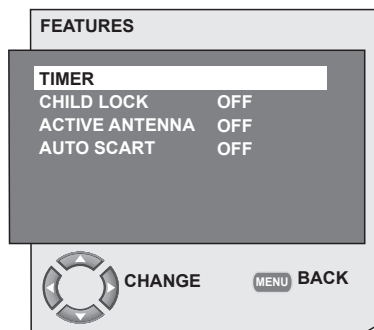 FEATURES
TIMER
CHILD LOCK OFF
ACTIVE ANTENNA OFF
AUTO SCART OFF
CHANGE MENU BACK